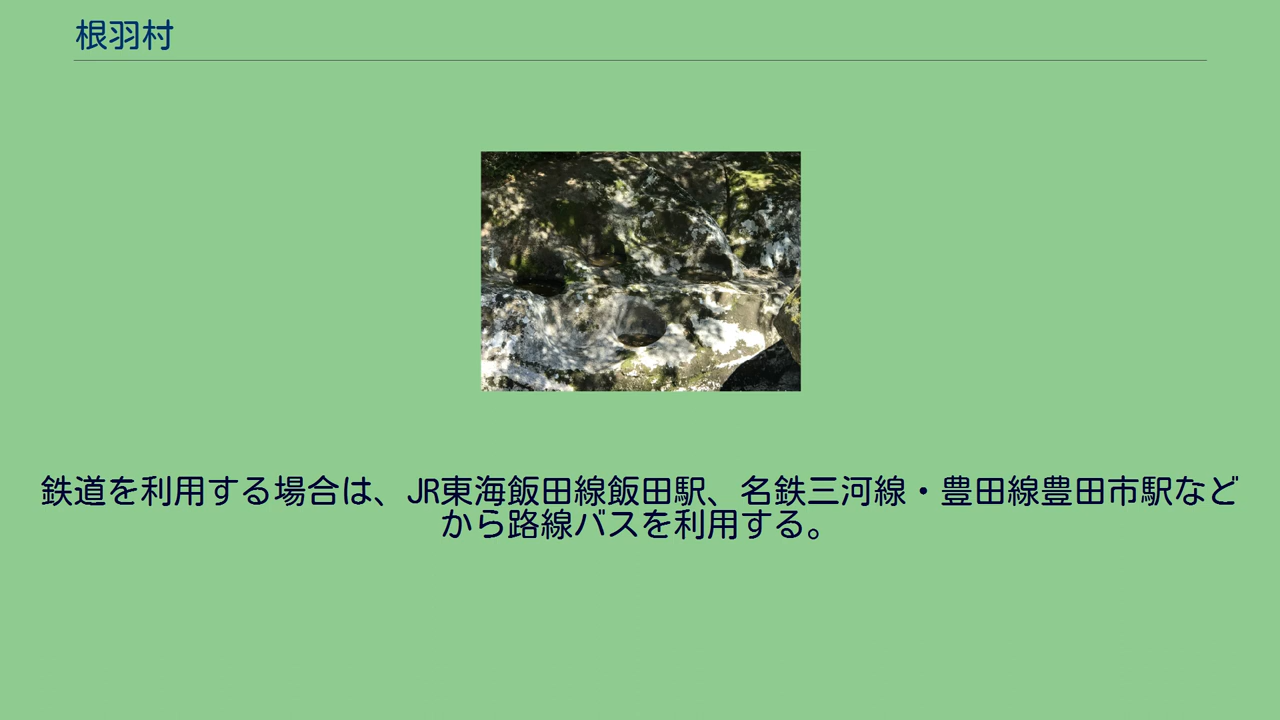 根羽村
鉄道を利用する場合は、JR東海飯田線飯田駅、名鉄三河線・豊田線豊田市駅など
から路線バスを利用する。